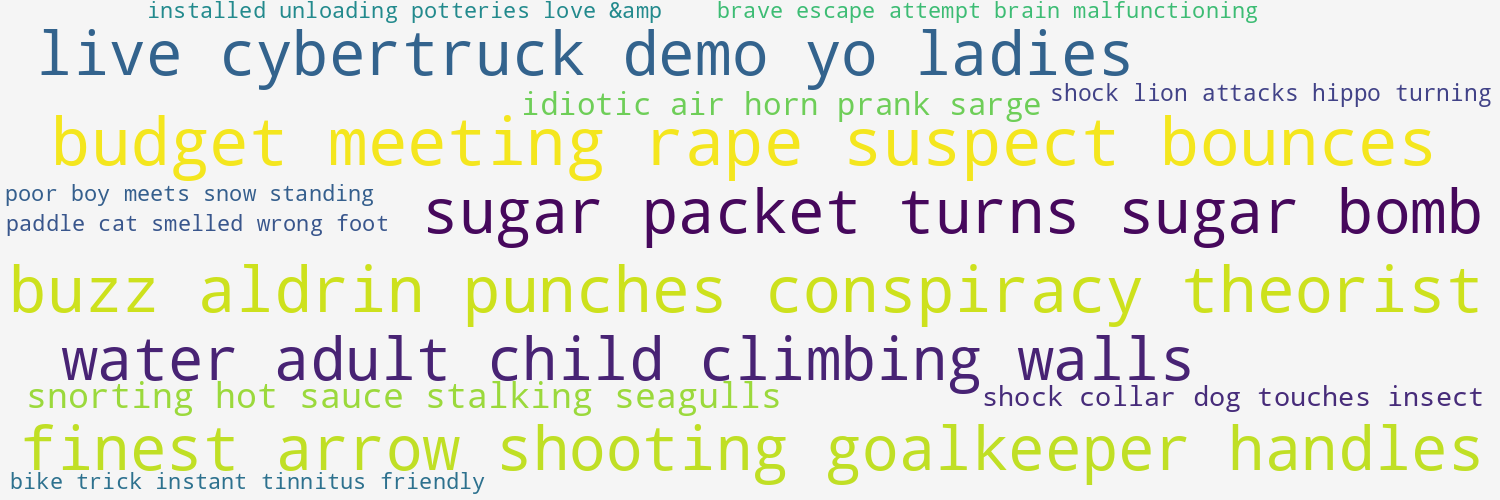 installed unloading potteries love &amp
brave escape attempt brain malfunctioning
live cybertruck demo yo ladies
shock lion attacks hippo turning
idiotic air horn prank sarge
budget meeting rape suspect bounces
poor boy meets snow standing
sugar packet turns sugar bomb
paddle cat smelled wrong foot
buzz aldrin punches conspiracy theorist
water adult child climbing walls
snorting hot sauce stalking seagulls
shock collar dog touches insect
finest arrow shooting goalkeeper handles
bike trick instant tinnitus friendly